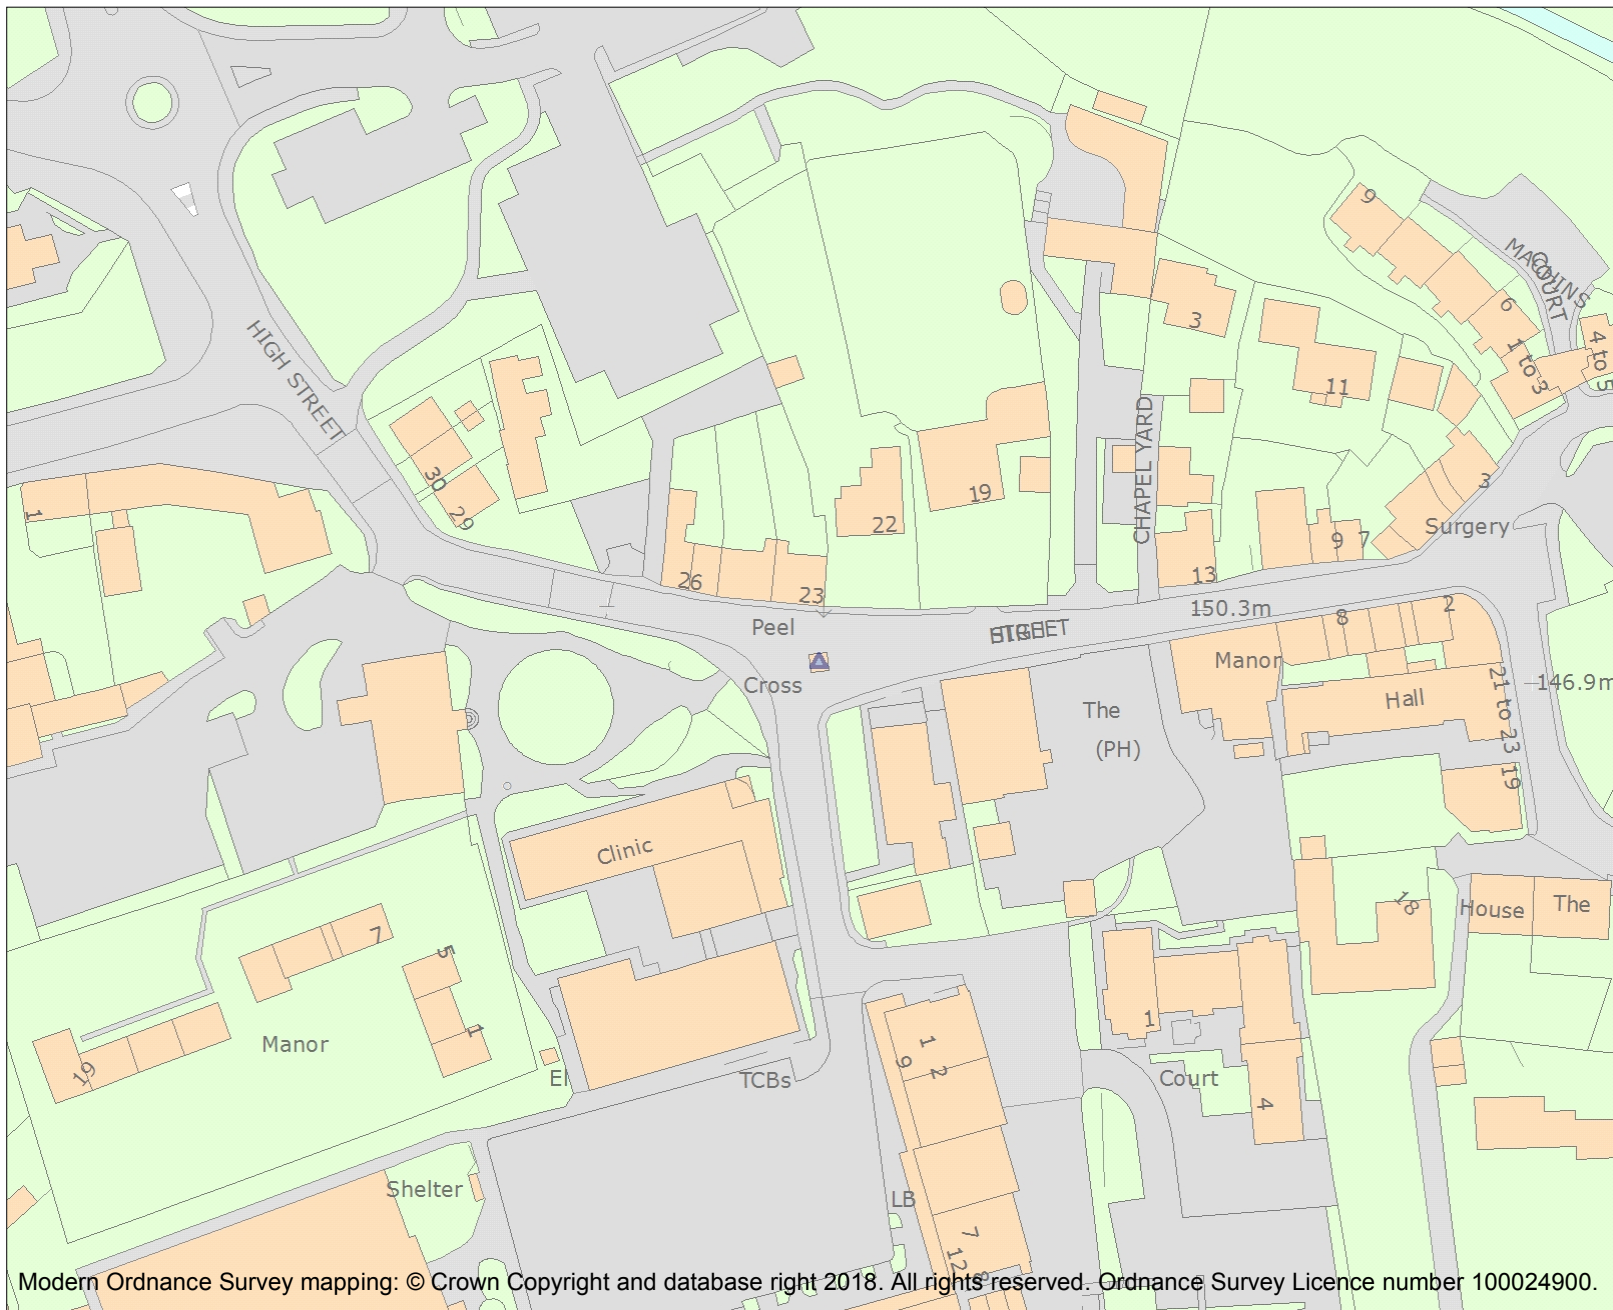 9
MACHINS
COURT
6
1 to 3
4 to 5
HIGH STREET
3
11
CHAPEL YARD
30
29
1
19
22
3
Surgery
26
23
13
9
7
150.3m
8
2
Peel
HIGH
STREET
Cross
Manor
Hall
21 to 23
146.9m
The
(PH)
19
Clinic
18
House
The
7
5
1
Manor
19
El
TCBs
1
2
9
1
Court
4
Shelter
LB
7
12
8
Modern Ordnance Survey mapping: © Crown Copyright and database right 2018. All rights reserved. Ordnance Survey Licence number 100024900.